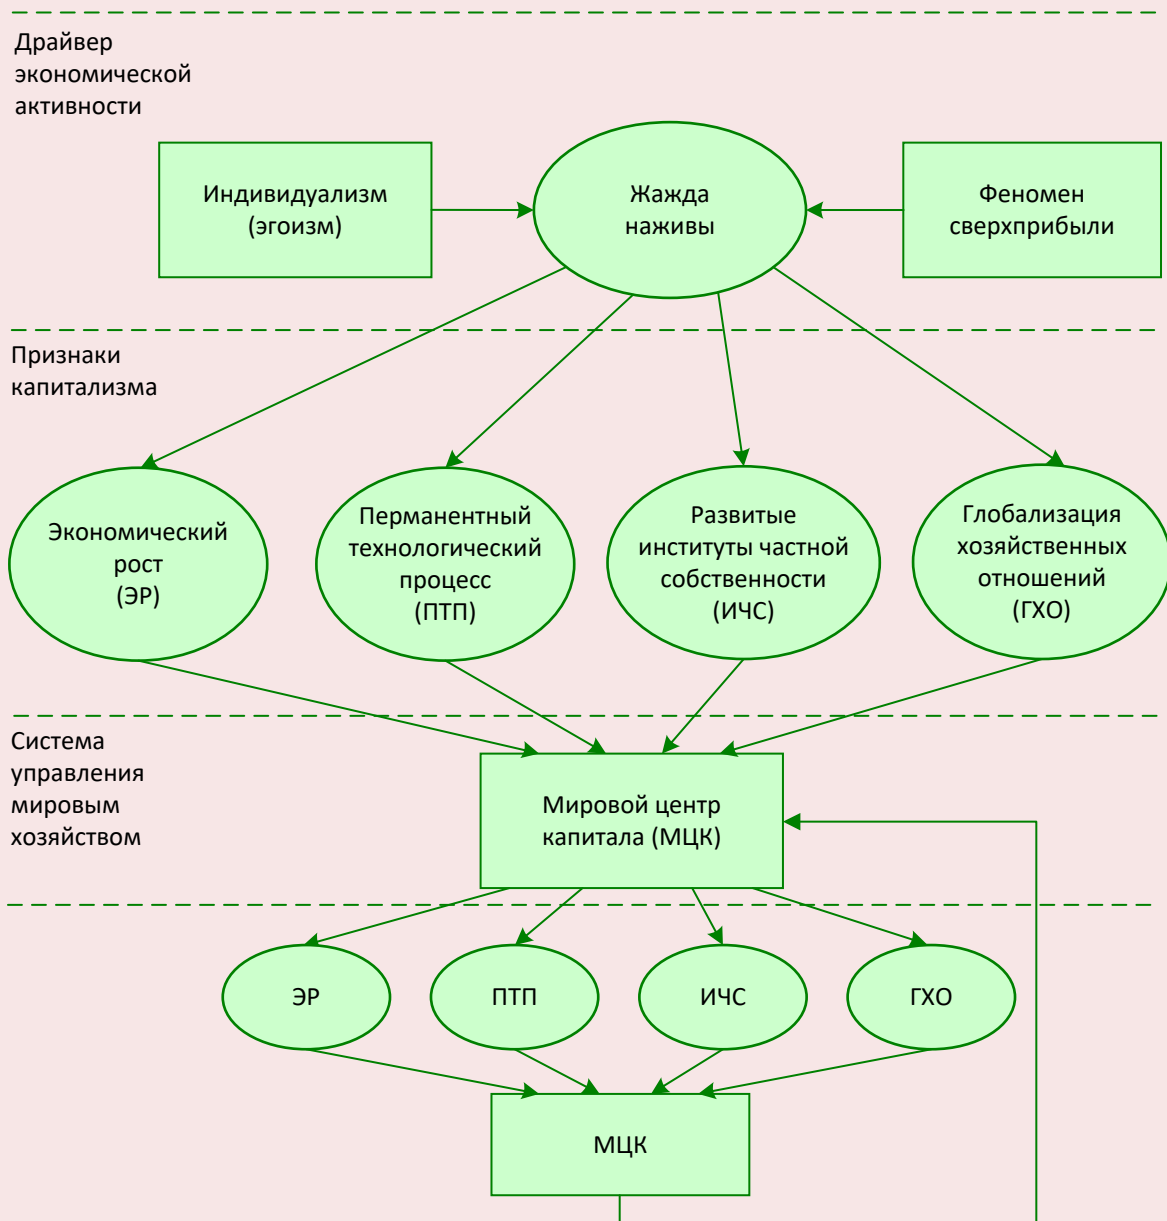 Драйвер
экономической
активности
Индивидуализм
(эгоизм)
Жажда
наживы
Феномен
сверхприбыли
Признаки
капитализма
Экономический
рост
(ЭР)
Перманентный
технологический
процесс
(ПТП)
Развитые
институты частной
собственности
(ИЧС)
Глобализация
хозяйственных
отношений
(ГХО)
Система
управления
мировым
хозяйством
Мировой центр
капитала (МЦК)
ЭР
ПТП
ИЧС
ГХО
МЦК